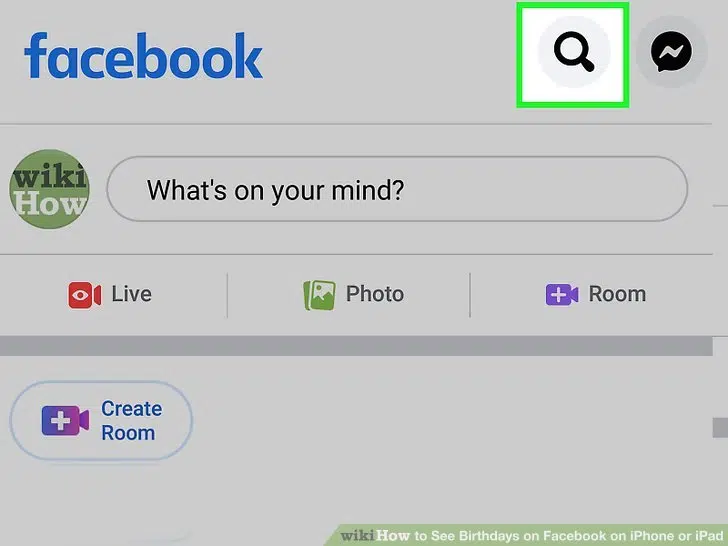 facebook
wiki
How
What's on your mind?
Live
Photo
Room
Create
Room
wikiHow to See Birthdays on Facebook on iPhone or iPad